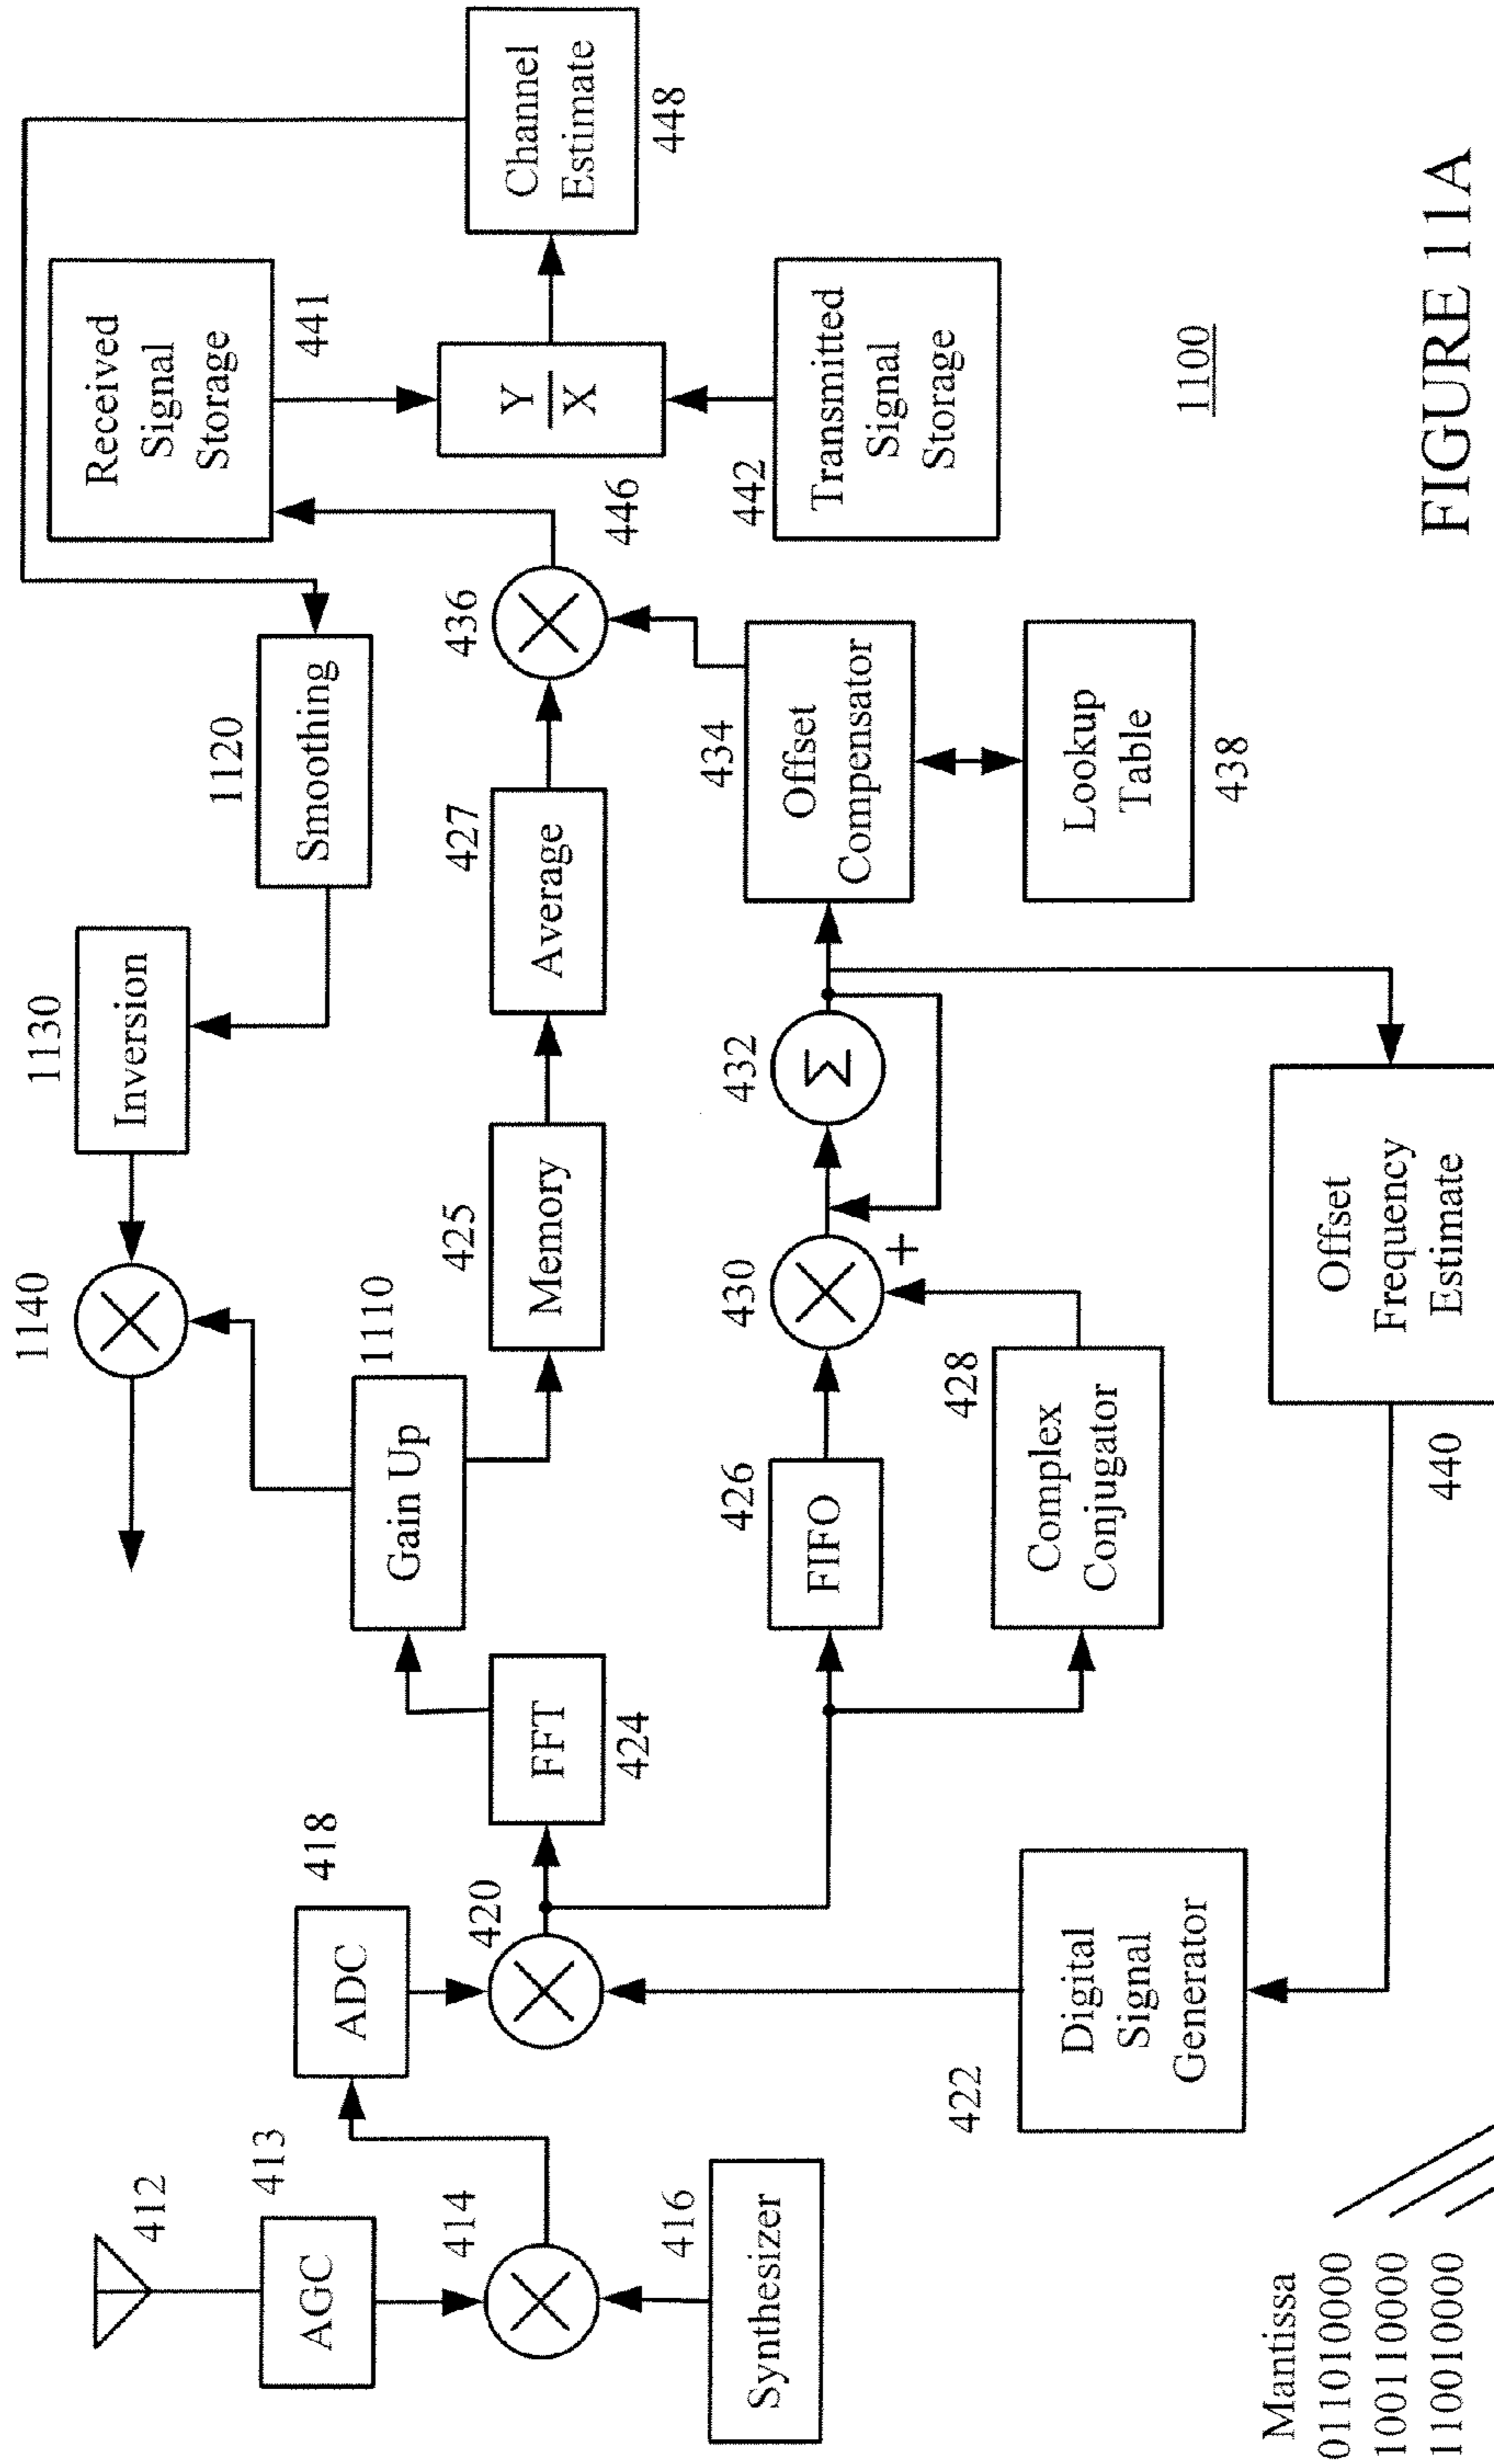 412
AGC
413
414
Synthesizer
416
ADC
418
420
Digital
Signal
Generator
422
FFT
424
Gain Up
1110
1140
Inversion
1130
Smoothing
1120
Memory
425
Average
427
FIFO
426
Complex
Conjugator
428
430
+
432
Σ
Offset
Compensator
434
Lookup
Table
438
436
Offset
Frequency
Estimate
440
Received
Signal
Storage
441
Y
X
446
Transmitted
Signal
Storage
442
Channel
Estimate
448
Mantissa
011010000
100110000
110010000
1100
FIGURE 11A